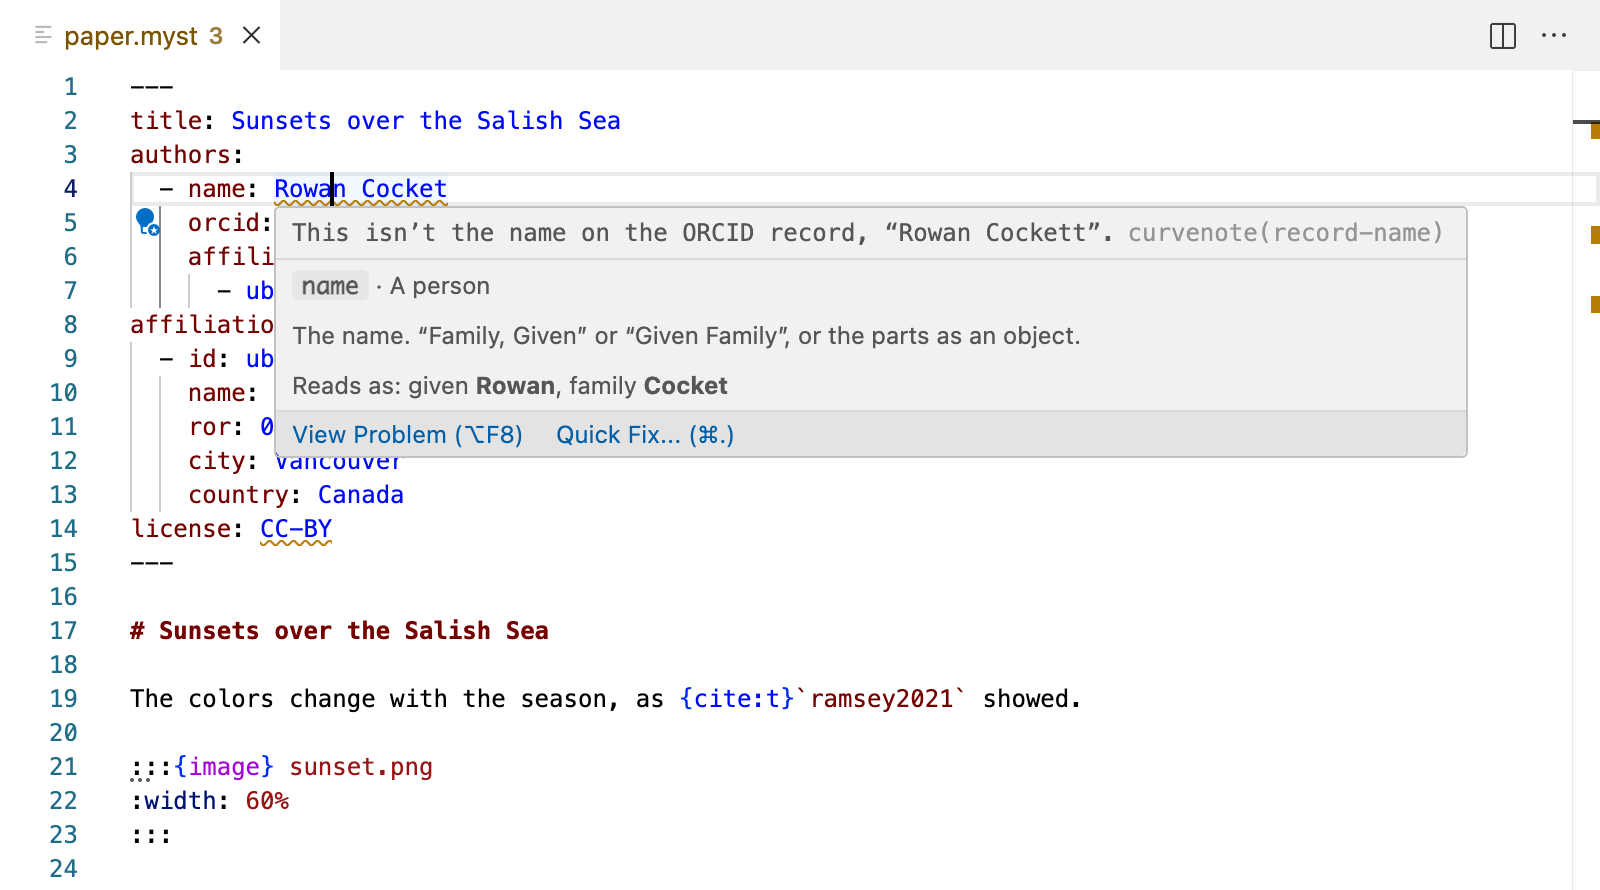 paper.myst 3
1 ---
2 title: Sunsets over the Salish Sea
3 authors:
4 - name: Rowan Cocket
5 orcid:
This isn’t the name on the ORCID record, “Rowan Cockett”. curvenote(record-name)
6 affili
name · A person
7 - ub
8 affiliatio
The name. “Family, Given” or “Given Family”, or the parts as an object.
9 - id: ub
10 name:
Reads as: given Rowan, family Cocket
11 ror: 0
View Problem (⌥F8) Quick Fix... (⌘.)
12 city: Vancouver
13 country: Canada
14 license: CC-BY
15 ---
16
17 # Sunsets over the Salish Sea
18
19 The colors change with the season, as {cite:t}`ramsey2021` showed.
20
21 :::{image} sunset.png
22 :width: 60%
23 :::
24